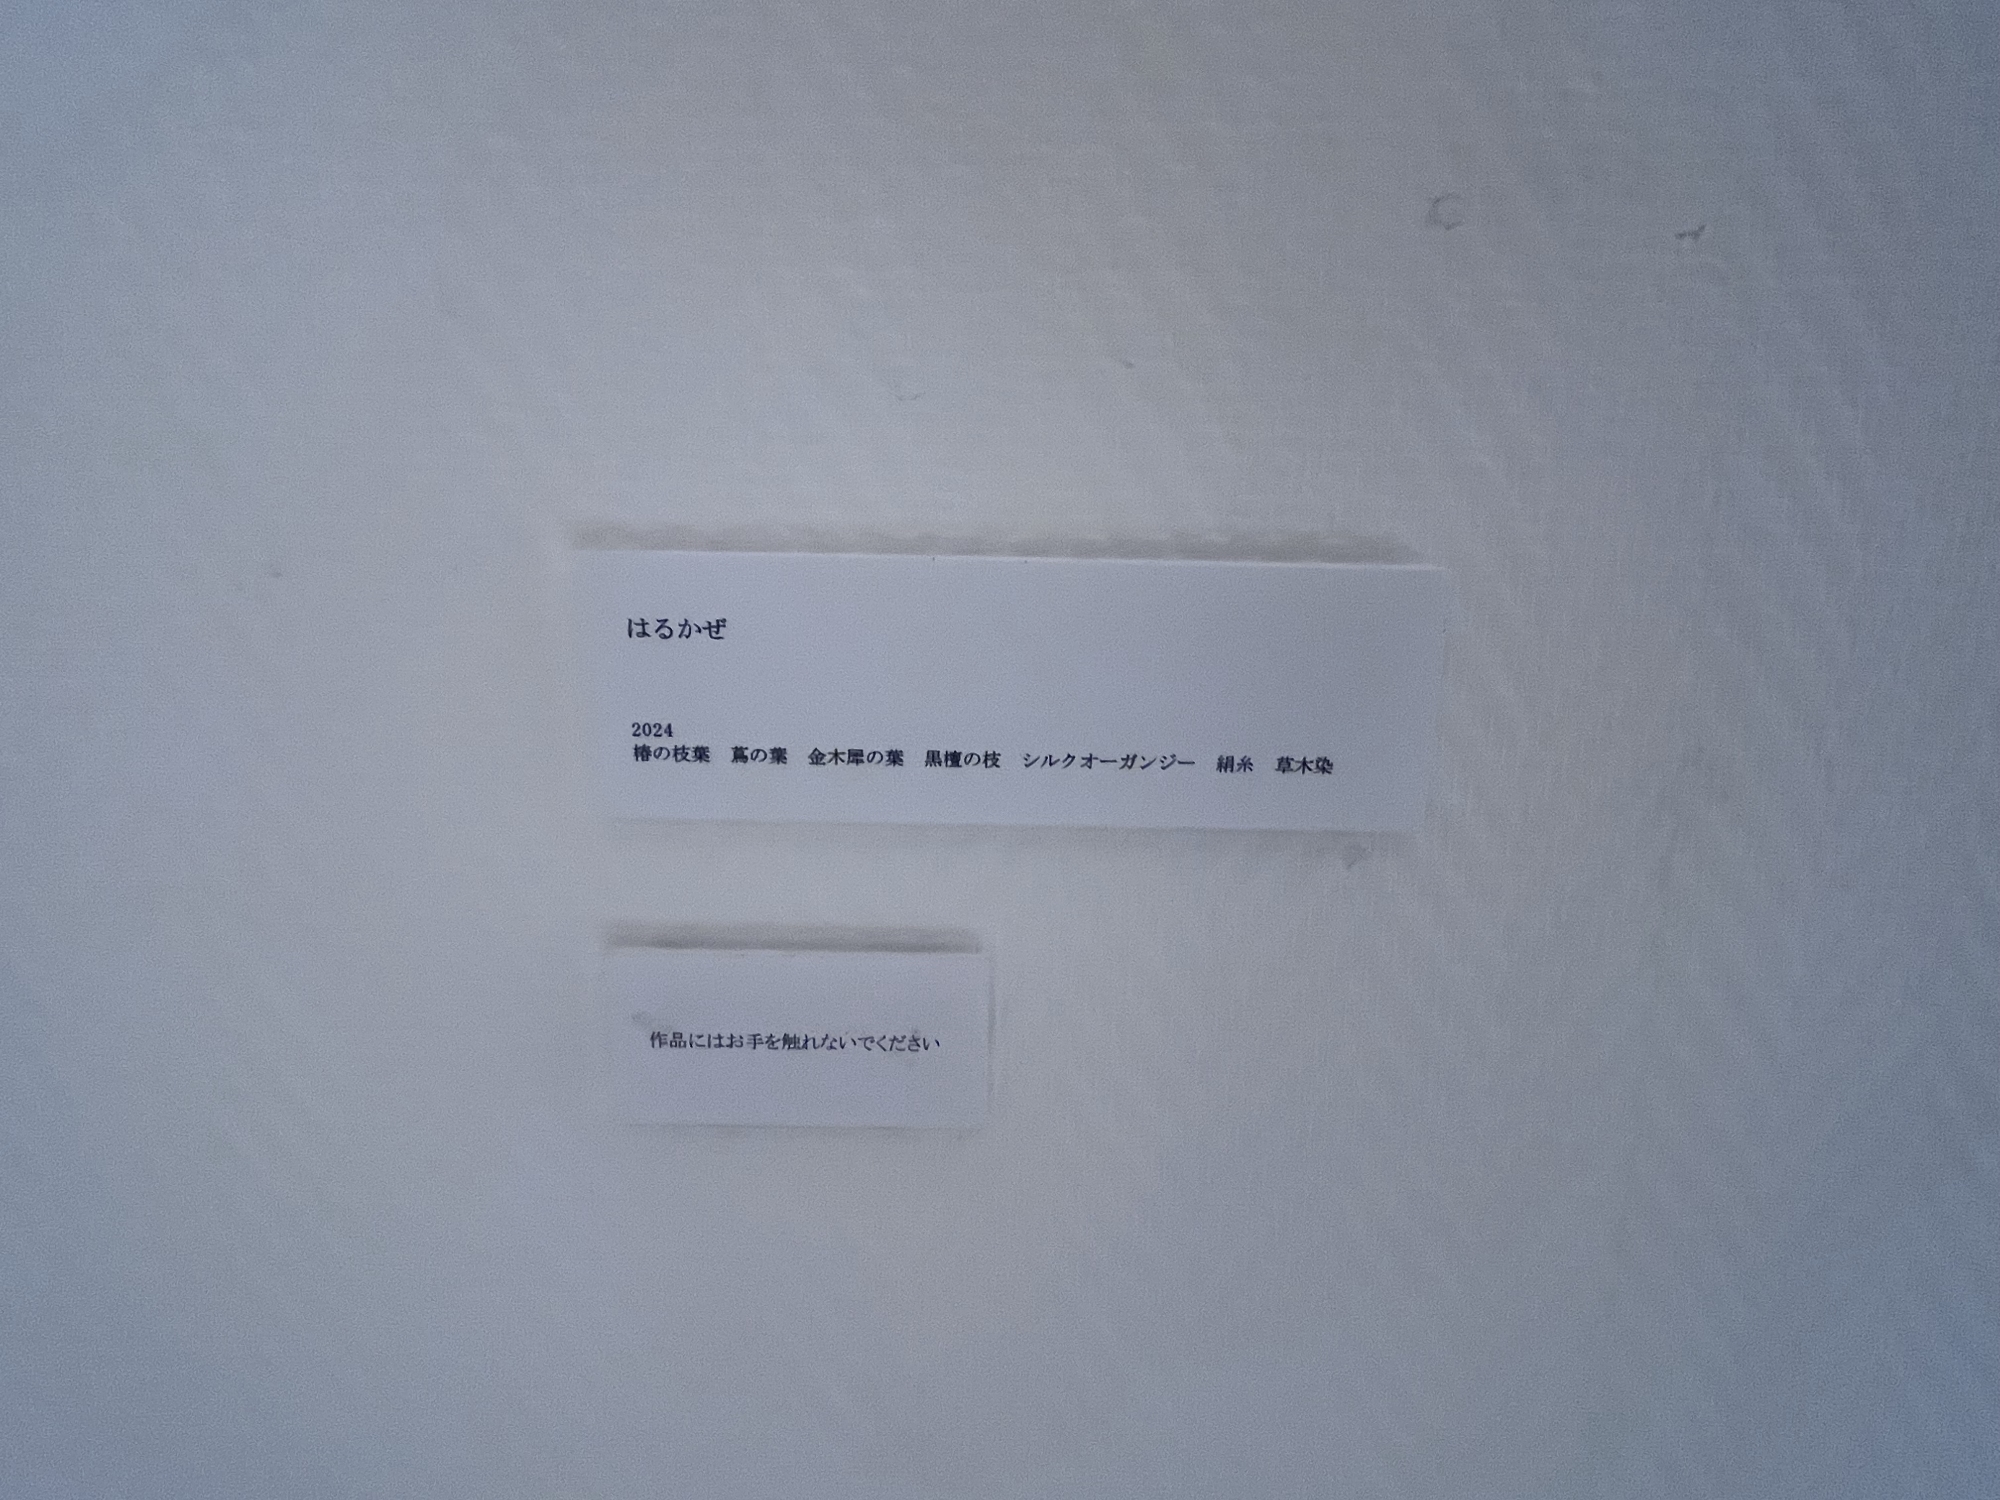 はるかぜ
2024
椿の枝葉　蔦の葉　金木犀の葉　黒檀の枝　シルクオーガンジー　絹糸　草木染
作品にはお手を触れないでください